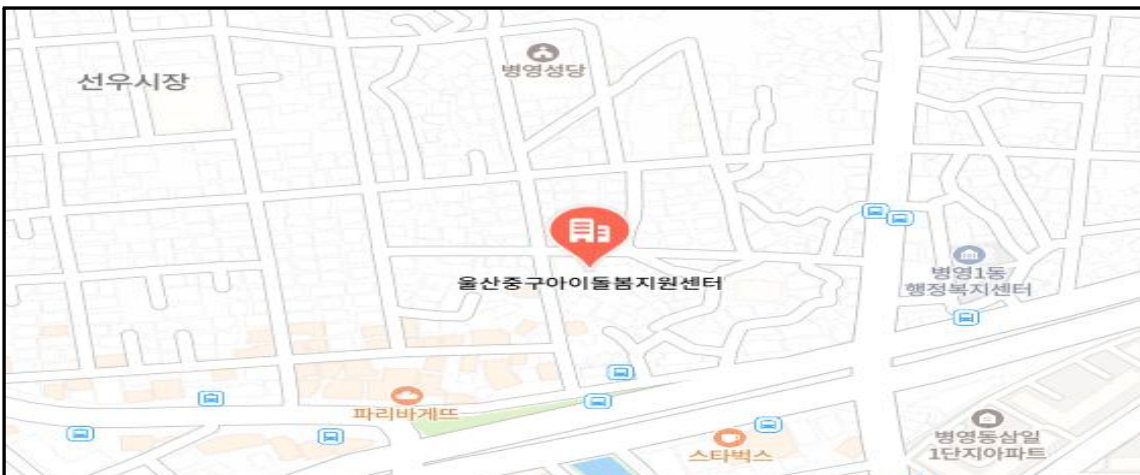 병영성당
선우시장
울산중구아이돌봄지원센터
병영1동
행정복지센터
파리바게뜨
스타벅스
병영동삼일
1단지아파트